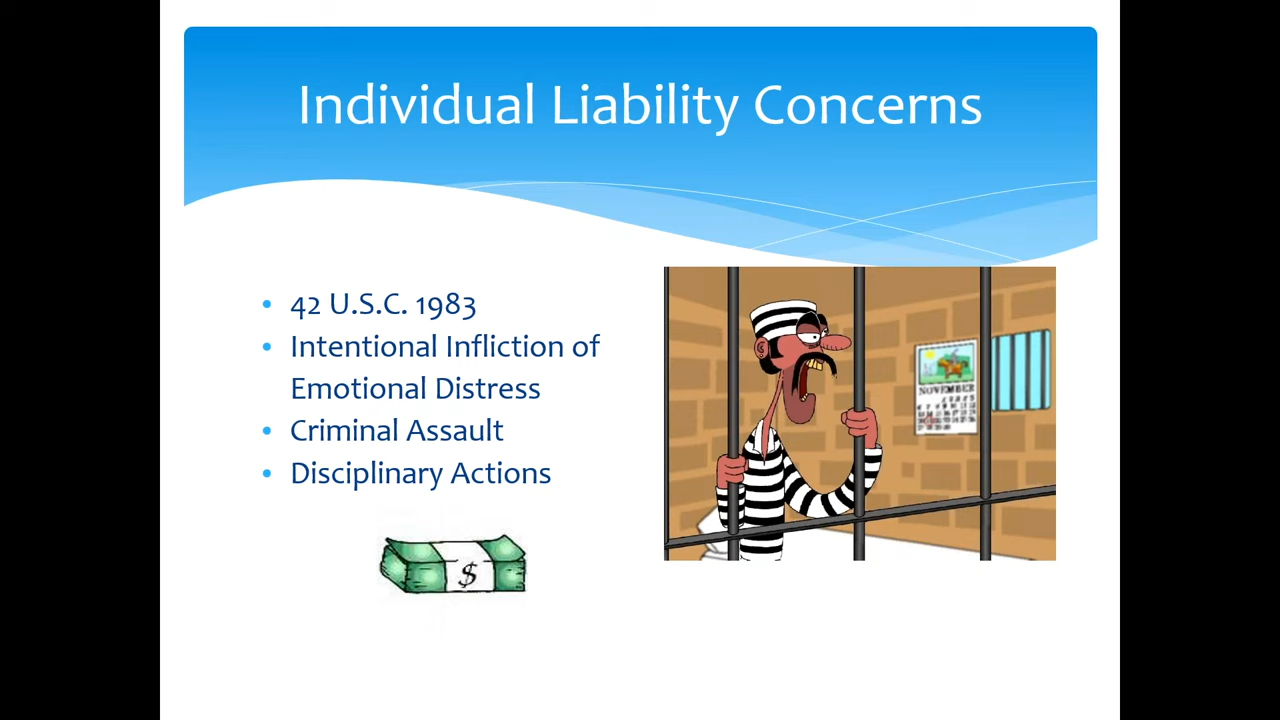 Individual Liability Concerns
• 42 U.S.C. 1983
• Intentional Infliction of
Emotional Distress
• Criminal Assault
• Disciplinary Actions
$
NOVEMBER